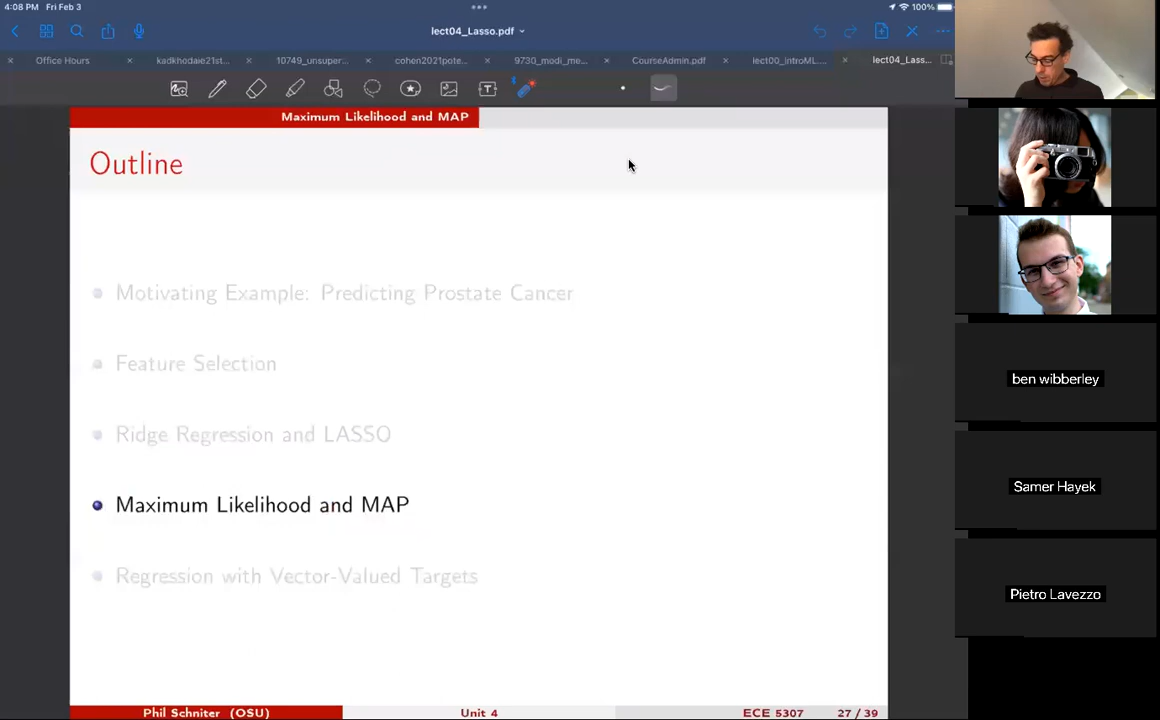 4:08 PM Fri Feb 3
100%
lect04_Lasso.pdf
Office Hours
kadkhodaie21st...
10749_unsuper...
cohen2021pote...
9730_modi_me...
CourseAdmin.pdf
lect00_introML....
lect04_Lass...
Maximum Likelihood and MAP
Outline
Motivating Example: Predicting Prostate Cancer
Feature Selection
Ridge Regression and LASSO
Maximum Likelihood and MAP
Regression with Vector-Valued Targets
Phil Schniter (OSU)
Unit 4
ECE 5307
27 / 39
ben wibberley
Samer Hayek
Pietro Lavezzo